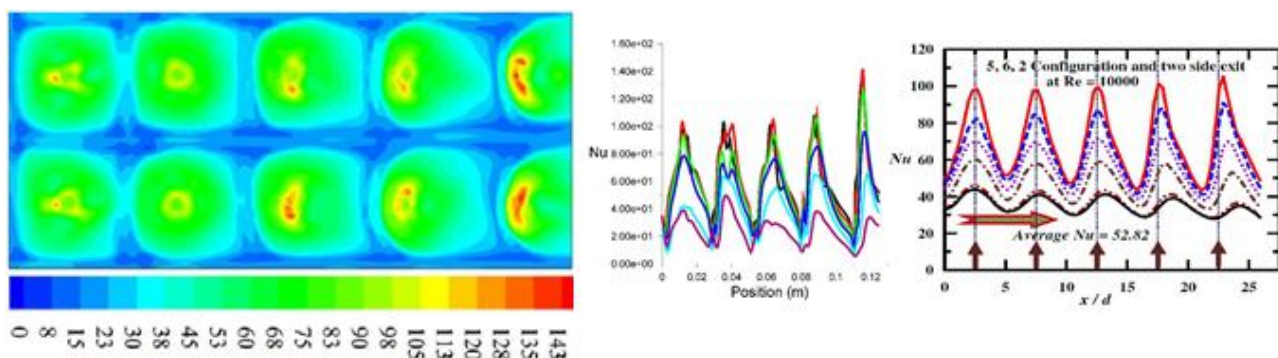 0 8 15 23 30 38 45 53 60 68 75 83 90 98 105 113 120 128 135 143
1.60e+02
1.40e+02
1.20e+02
1.00e+02
Nu 8.00e+01
6.00e+01
4.00e+01
2.00e+01
0.00e+00
0 0.02 0.04 0.06 0.08 0.1 0.12
Position (m)
120
100
80
Nu 60
40
20
0
5, 6, 2 Configuration and two side exit
at Re = 10000
Average Nu = 52.82
0 5 10 15 20 25
x / d